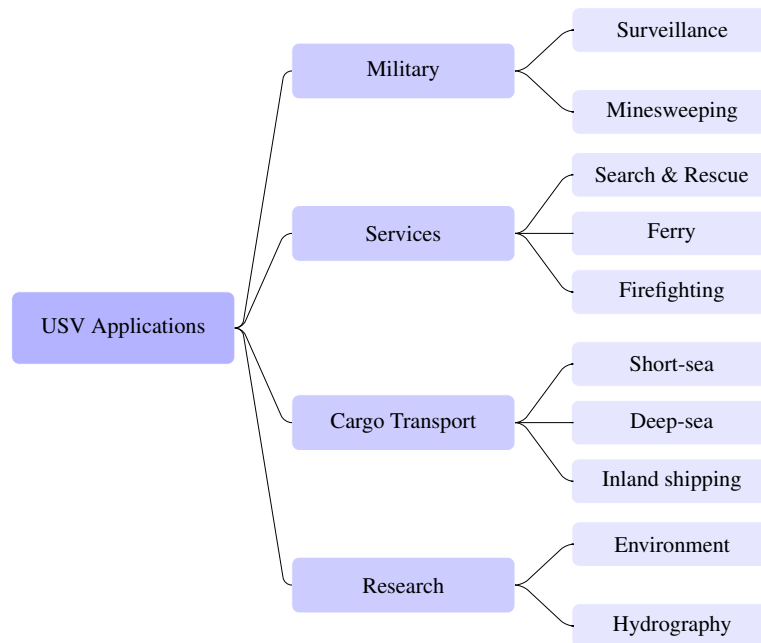 USV Applications
Military
Surveillance
Minesweeping
Services
Search & Rescue
Ferry
Firefighting
Cargo Transport
Short-sea
Deep-sea
Inland shipping
Research
Environment
Hydrography